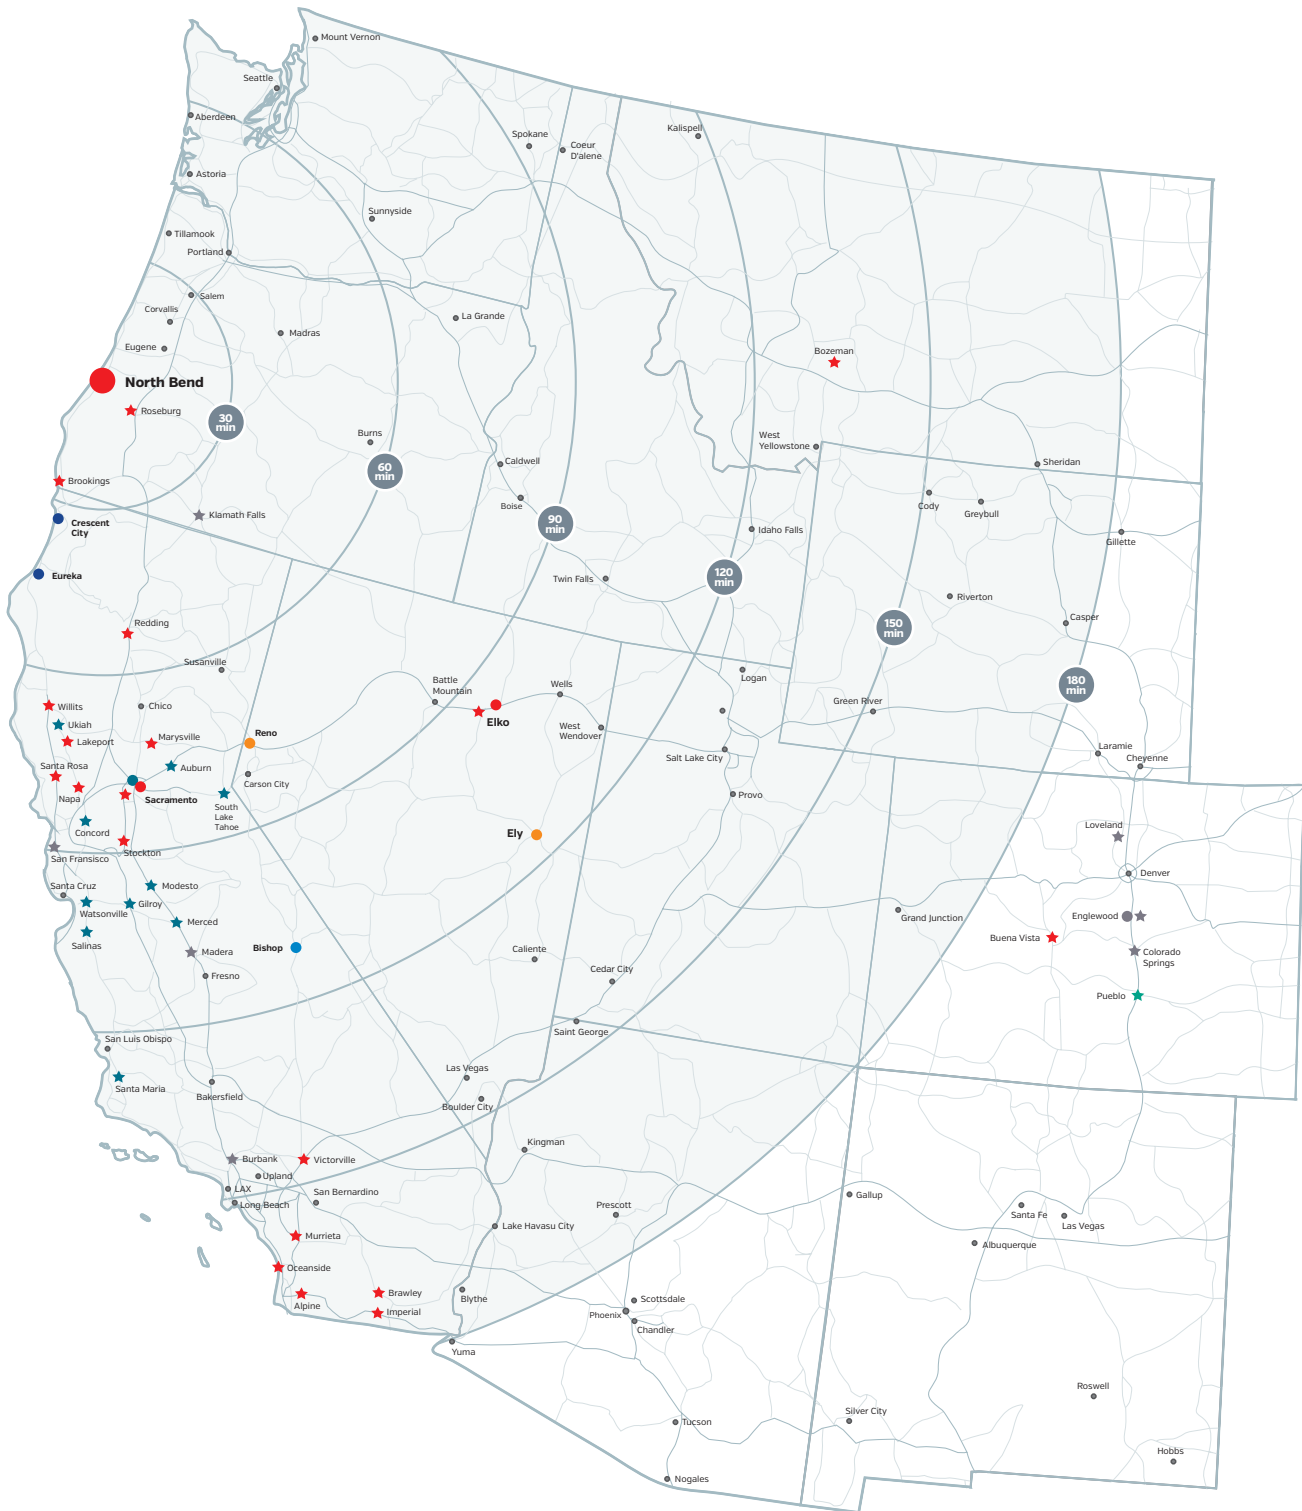 Mount Vernon
Seattle
Aberdeen
Spokane
Coeur
D'alene
Kalispell
Astoria
Sunnyside
Tillamook
Portland
Salem
Corvallis
La Grande
Madras
Eugene
Bozeman
North Bend
Roseburg
30
min
Burns
West
Yellowstone
60
min
Caldwell
Sheridan
Brookings
Boise
Cody
Greybull
Crescent
City
Klamath Falls
90
min
Idaho Falls
Gillette
Eureka
Twin Falls
120
min
Riverton
Redding
150
min
Casper
Susanville
Logan
180
min
Battle
Mountain
Wells
Willits
Chico
Green River
Ukiah
Elko
West
Wendover
Reno
Lakeport
Marysville
Salt Lake City
Laramie
Cheyenne
Santa Rosa
Auburn
Carson City
Napa
Sacramento
South
Lake
Tahoe
Provo
Concord
Ely
Loveland
San Fransisco
Stockton
Denver
Santa Cruz
Modesto
Watsonville
Gilroy
Merced
Grand Junction
Englewood
Salinas
Bishop
Buena Vista
Madera
Caliente
Colorado
Springs
Fresno
Cedar City
Pueblo
San Luis Obispo
Saint George
Las Vegas
Santa Maria
Bakersfield
Boulder City
Kingman
Burbank
Victorville
Upland
LAX
San Bernardino
Long Beach
Gallup
Prescott
Santa Fe
Las Vegas
Lake Havasu City
Murrieta
Albuquerque
Oceanside
Alpine
Brawley
Blythe
Scottsdale
Imperial
Phoenix
Chandler
Yuma
Roswell
Silver City
Tucson
Hobbs
Nogales